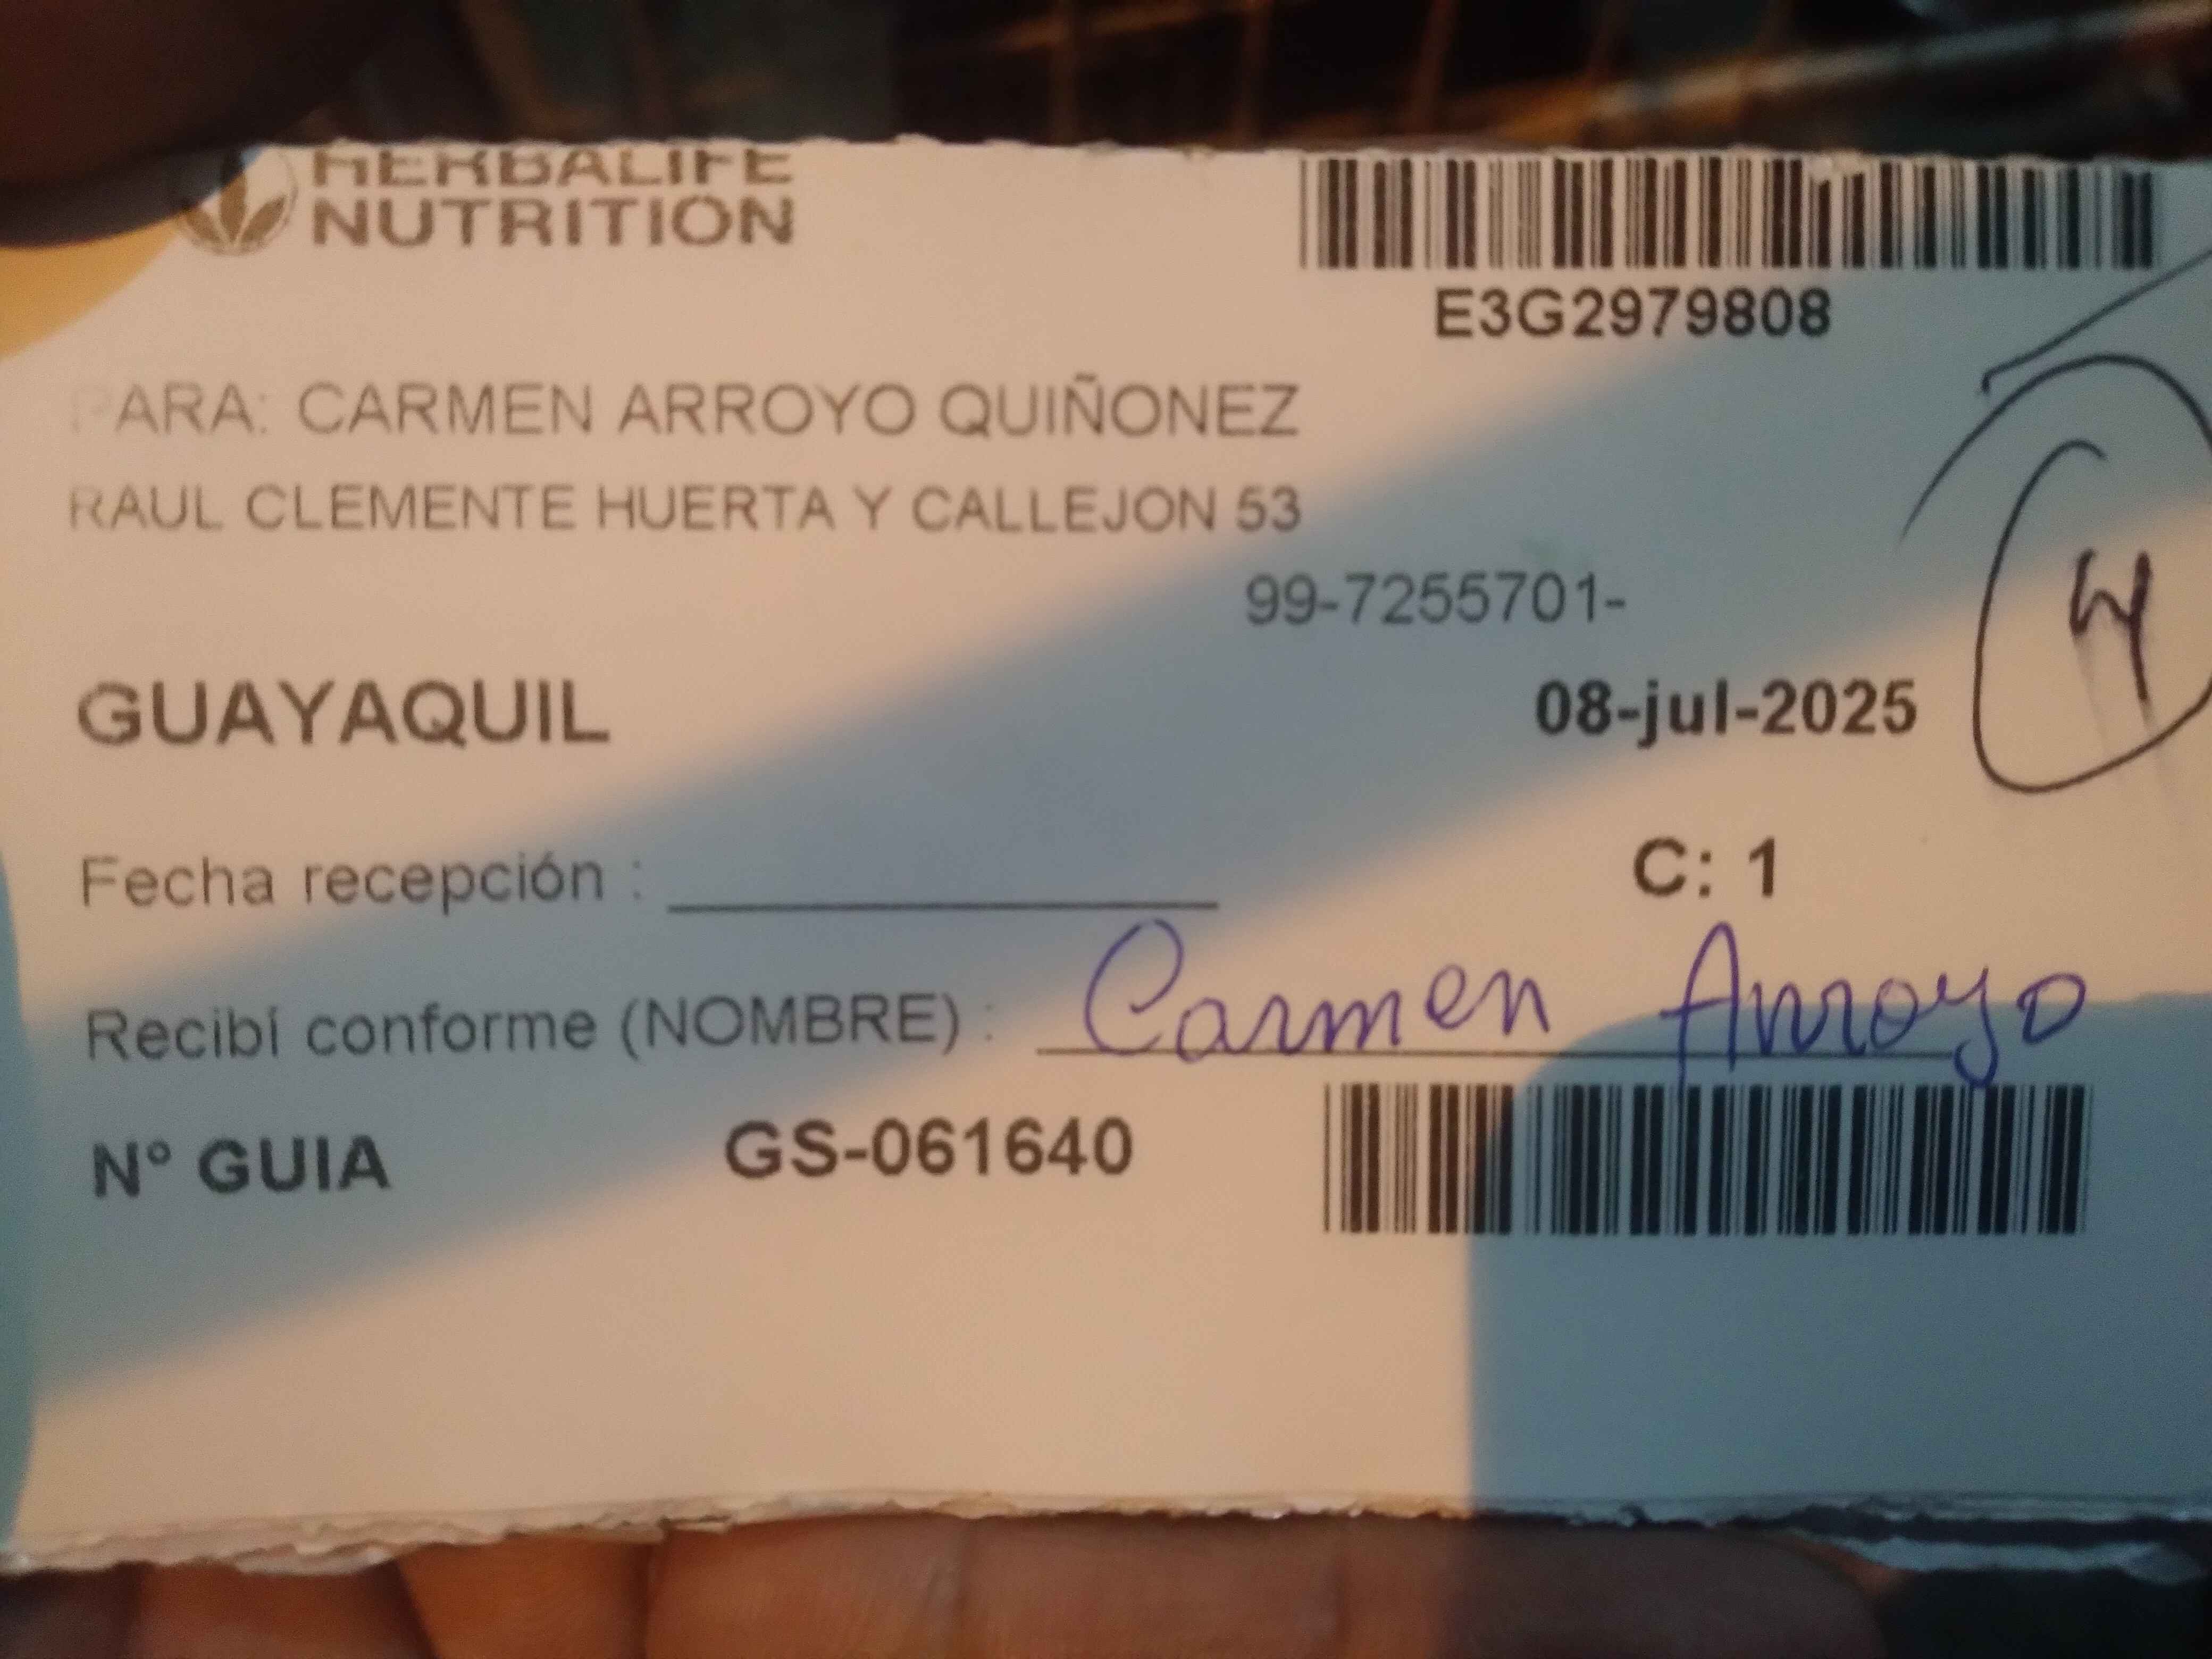 HERBALIFE
NUTRITION
E3G2979808
PARA: CARMEN ARROYO QUIÑONEZ
RAUL CLEMENTE HUERTA Y CALLEJON 53
99-7255701-
GUAYAQUIL
08-jul-2025
Fecha recepción :
C: 1
Recibí conforme (NOMBRE) : Carmen Arroyo
Nº GUIA GS-061640